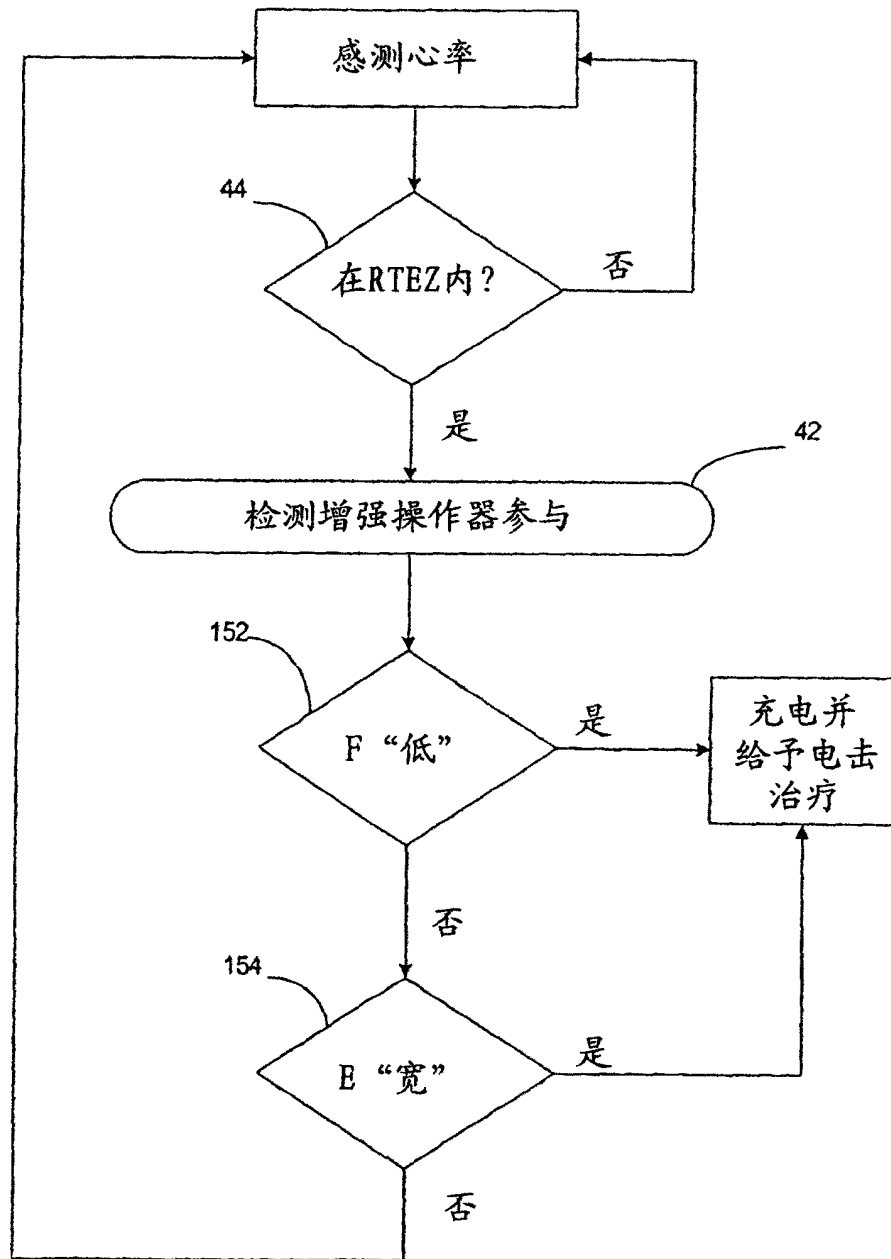 感测心率
44
在RTEZ内?
否
是
42
检测增强操作器参与
152
F “低”
是
充电并
给予电击
治疗
否
154
E “宽”
是
否